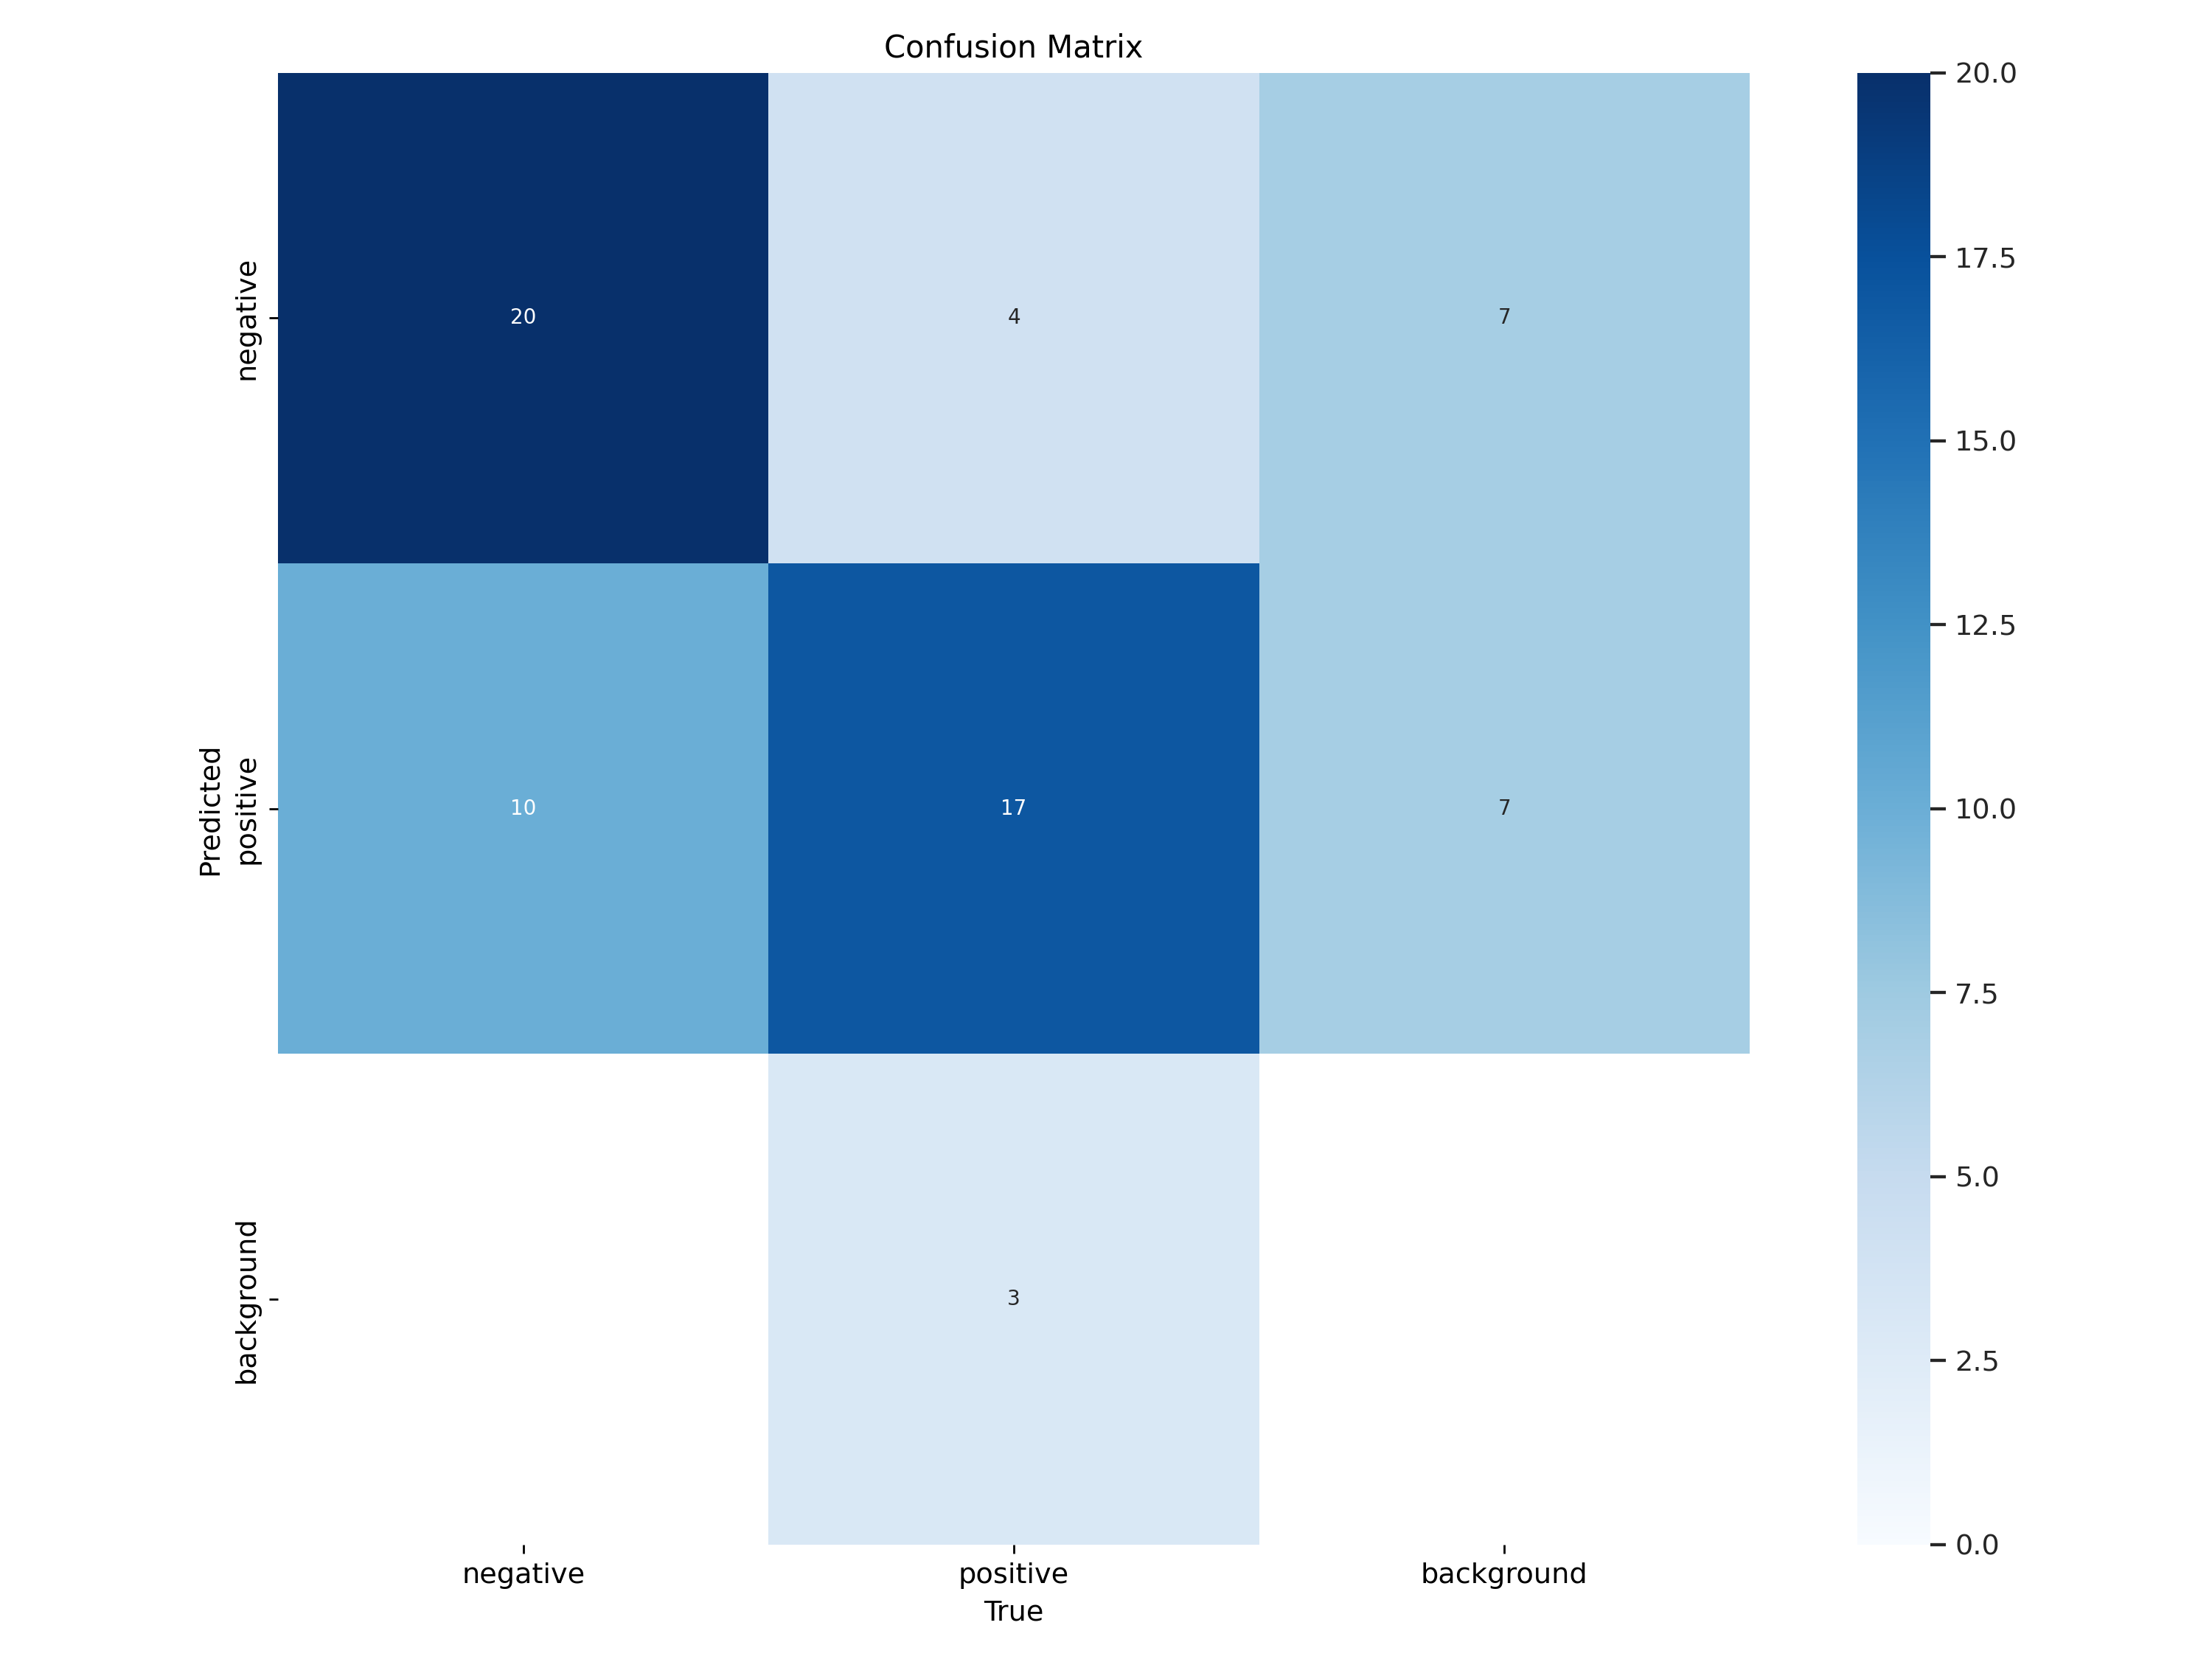 Confusion Matrix
negative
20
4
7
Predicted
positive
10
17
7
background
3
negative
positive
background
True
20.0
17.5
15.0
12.5
10.0
7.5
5.0
2.5
0.0